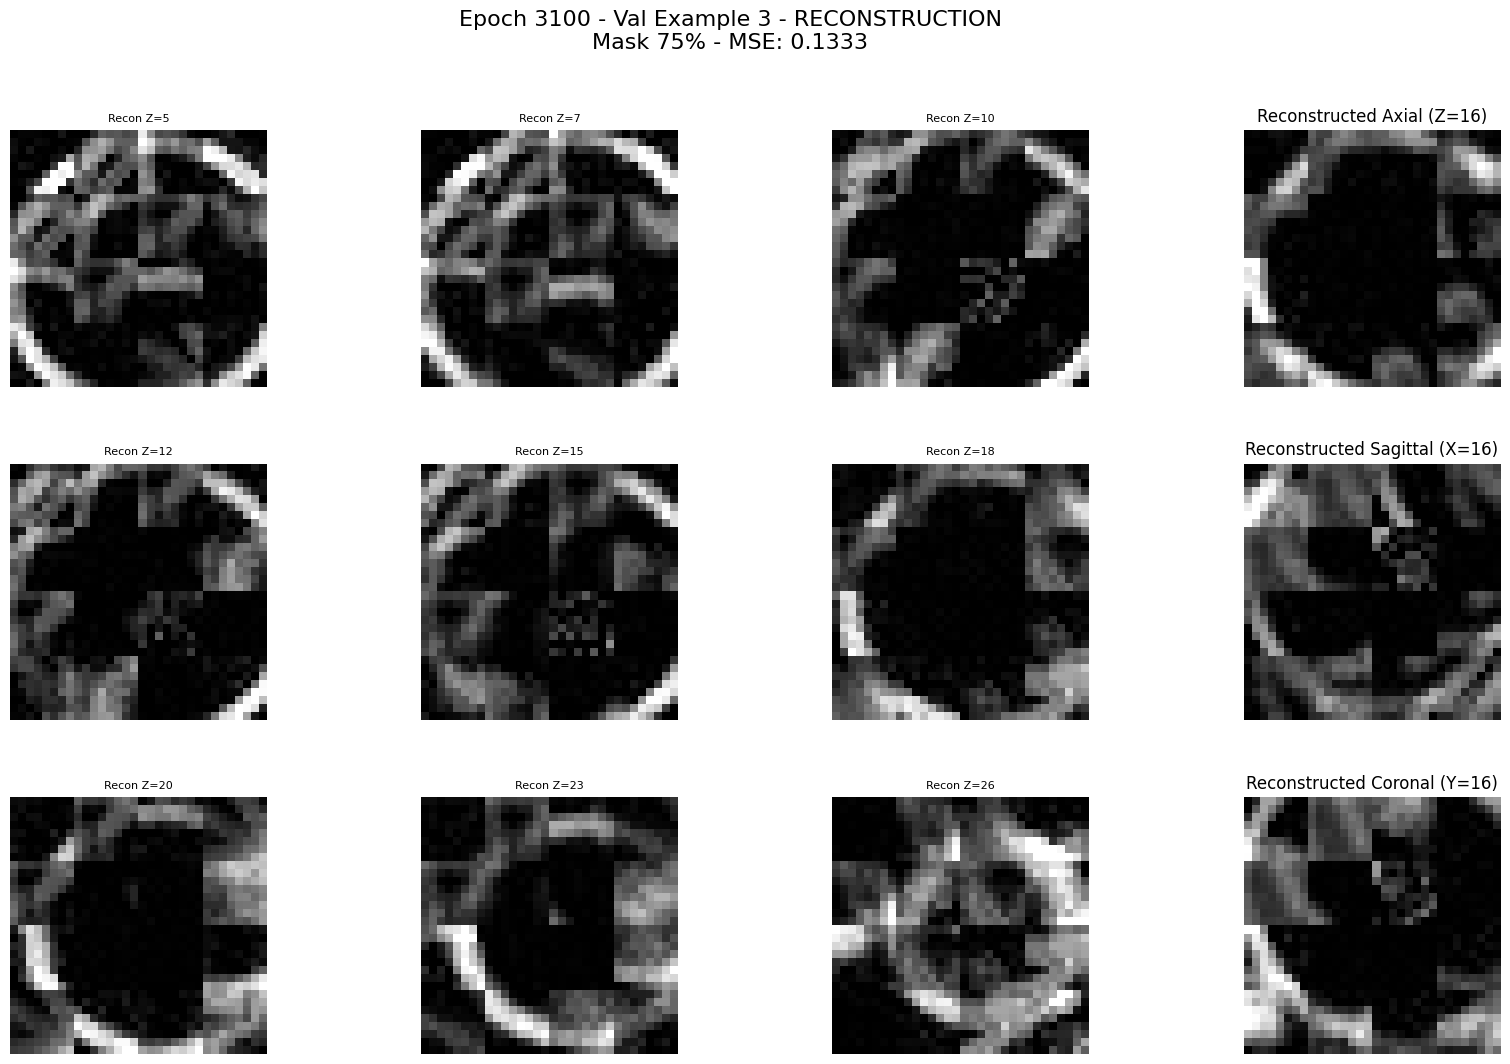 Epoch 3100 - Val Example 3 - RECONSTRUCTION
Mask 75% - MSE: 0.1333
Recon Z=5
Recon Z=7
Recon Z=10
Reconstructed Axial (Z=16)
Recon Z=12
Recon Z=15
Recon Z=18
Reconstructed Sagittal (X=16)
Recon Z=20
Recon Z=23
Recon Z=26
Reconstructed Coronal (Y=16)